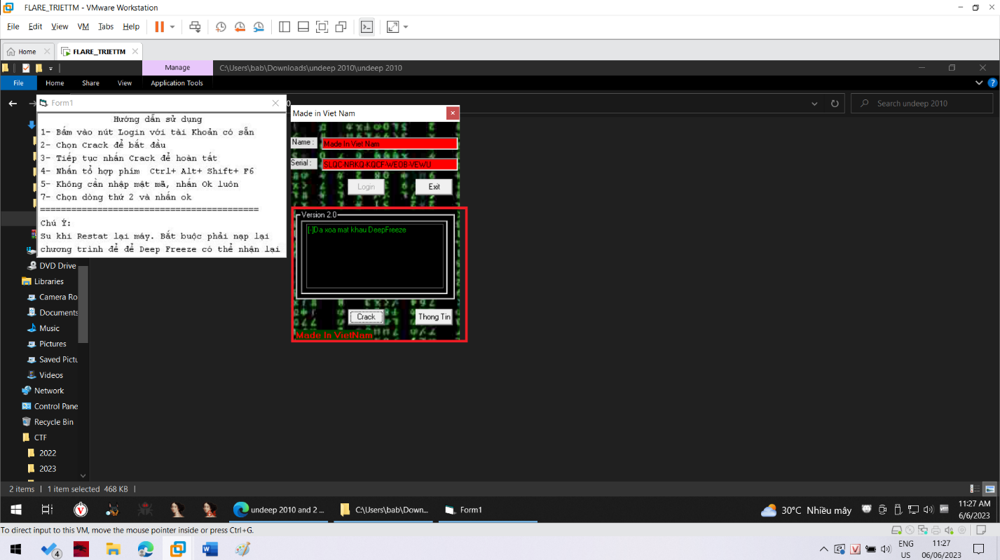 FLARE_TRIETTM - VMware Workstation
File Edit View VM Tabs Help
Home FLARE_TRIETTM
Manage C:\Users\bab\Downloads\undeep 2010\undeep 2010
File Home Share View Application Tools
Search undeep 2010
Form1
Hướng dẫn sử dụng
1- Bấm vào nút Login với tài Khoản có sẵn
2- Chọn Crack để bắt đầu
3- Tiếp tục nhấn Crack để hoàn tất
4- Nhấn tổ hợp phím Ctrl+ Alt+ Shift+ F6
5- Không cần nhập mật mã, nhấn Ok luôn
7- Chọn dòng thứ 2 và nhấn ok
==========================================
Chú Ý:
Su khi Restat lại máy. Bắt buộc phải nạp lại
chương trình để để Deep Freeze có thể nhận lại
Made in Viet Nam
Name : Made In Viet Nam
Serial : SLQC-NRKQ-KQCF-WEOB-VEWU
Login Exit
Version 2.0
[-]Da xoa mat khau DeepFreeze
Crack Thong Tin
Made In VietNam
DVD Drive
Libraries
Camera Ro
Documents
Music
Pictures
Saved Pictu
Videos
Network
Control Pane
Recycle Bin
CTF
2022
2023
2 items | 1 item selected 468 KB |
undeep 2010 and 2 ... C:\Users\bab\Down... Form1
30°C Nhiều mây
11:27 AM
6/6/2023
To direct input to this VM, move the mouse pointer inside or press Ctrl+G.
4
ENG
US
11:27
06/06/2023